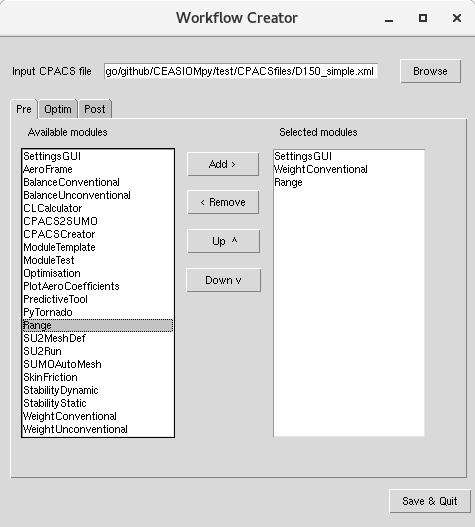 Workflow Creator
Input CPACS file go/github/CEASIOMpy/test/CPACSfiles/D150_simple.xml Browse
Pre Optim Post
Available modules
SettingsGUI
AeroFrame
BalanceConventional
BalanceUnconventional
CLCalculator
CPACS2SUMO
CPACSCreator
ModuleTemplate
ModuleTest
Optimisation
PlotAeroCoefficients
PredictiveTool
PyTornado
Range
SU2MeshDef
SU2Run
SUMOAutoMesh
SkinFriction
StabilityDynamic
StabilityStatic
WeightConventional
WeightUnconventional
Add >
< Remove
Up ^
Down v
Selected modules
SettingsGUI
WeightConventional
Range
Save & Quit